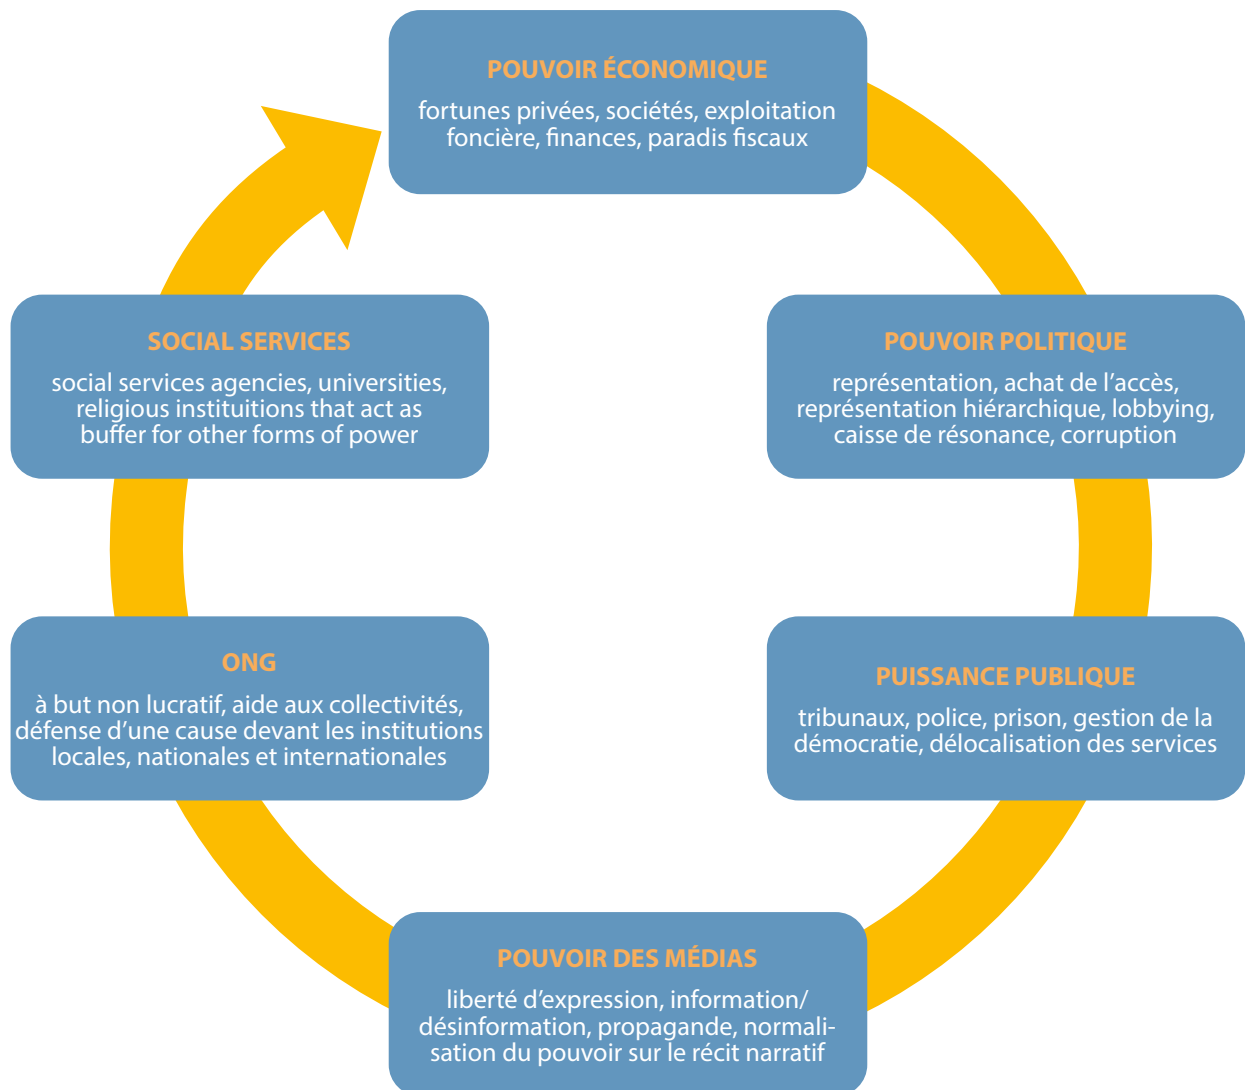 POUVOIR ÉCONOMIQUE
fortunes privées, sociétés, exploitation
foncière, finances, paradis fiscaux
POUVOIR POLITIQUE
représentation, achat de l’accès,
représentation hiérarchique, lobbying,
caisse de résonance, corruption
PUISSANCE PUBLIQUE
tribunaux, police, prison, gestion de la
démocratie, délocalisation des services
POUVOIR DES MÉDIAS
liberté d’expression, information/
désinformation, propagande, normali-
sation du pouvoir sur le récit narratif
ONG
à but non lucratif, aide aux collectivités,
défense d’une cause devant les institutions
locales, nationales et internationales
SOCIAL SERVICES
social services agencies, universities,
religious instituitions that act as
buffer for other forms of power